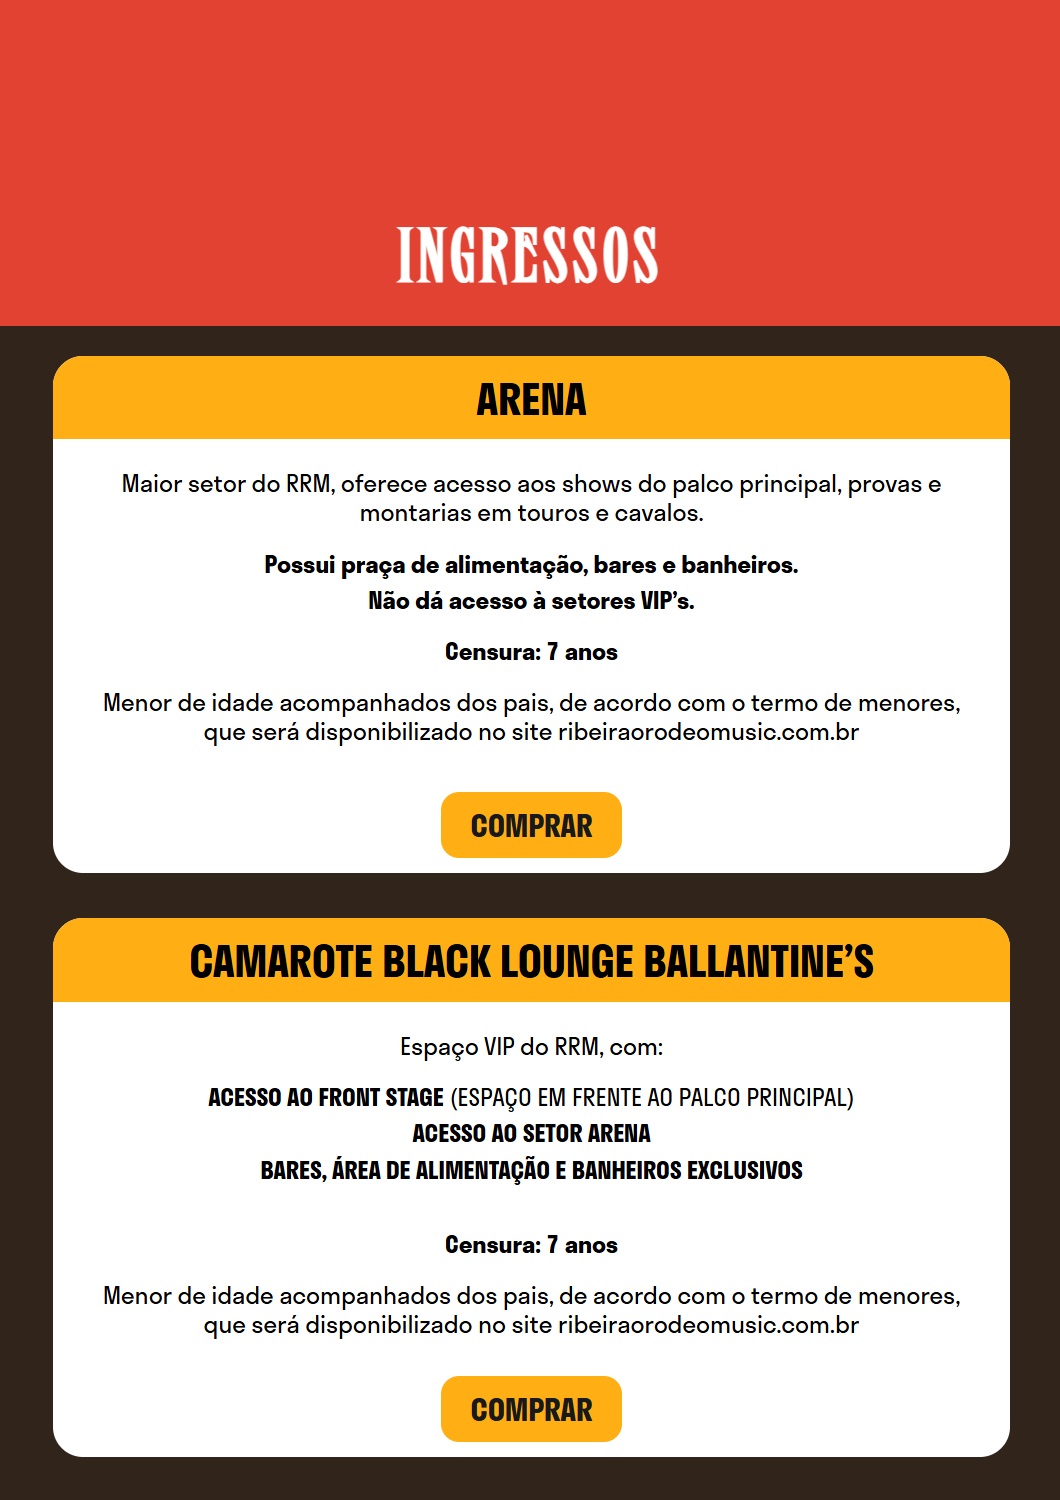 INGRESSOS
ARENA
Maior setor do RRM, oferece acesso aos shows do palco principal, provas e
montarias em touros e cavalos.
Possui praça de alimentação, bares e banheiros.
Não dá acesso à setores VIP’s.
Censura: 7 anos
Menor de idade acompanhados dos pais, de acordo com o termo de menores,
que será disponibilizado no site ribeiraorodeomusic.com.br
COMPRAR
CAMAROTE BLACK LOUNGE BALLANTINE’S
Espaço VIP do RRM, com:
ACESSO AO FRONT STAGE (ESPAÇO EM FRENTE AO PALCO PRINCIPAL)
ACESSO AO SETOR ARENA
BARES, ÁREA DE ALIMENTAÇÃO E BANHEIROS EXCLUSIVOS
Censura: 7 anos
Menor de idade acompanhados dos pais, de acordo com o termo de menores,
que será disponibilizado no site ribeiraorodeomusic.com.br
COMPRAR